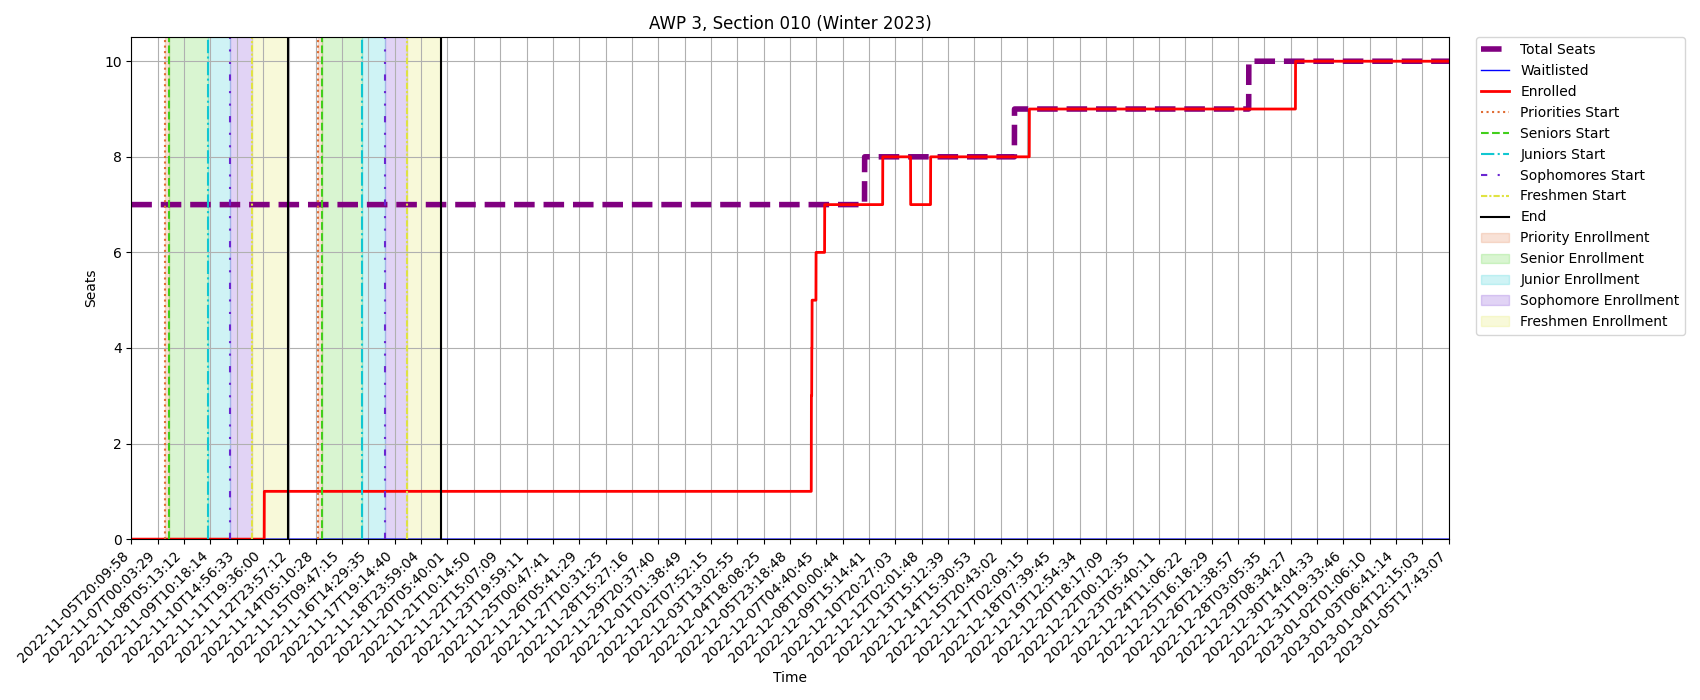 AWP 3, Section 010 (Winter 2023)
Seats
10
8
6
4
2
0
2022-11-05T20:09:58
2022-11-07T00:03:29
2022-11-08T05:13:12
2022-11-09T10:18:14
2022-11-10T14:56:33
2022-11-11T19:36:00
2022-11-12T23:57:12
2022-11-14T05:10:28
2022-11-15T09:47:15
2022-11-16T14:29:35
2022-11-17T19:14:40
2022-11-18T23:59:04
2022-11-20T05:40:01
2022-11-21T10:14:50
2022-11-22T15:07:09
2022-11-23T19:59:11
2022-11-25T00:47:41
2022-11-26T05:41:29
2022-11-27T10:31:25
2022-11-28T15:27:16
2022-11-29T20:37:40
2022-12-01T01:38:49
2022-12-02T07:52:15
2022-12-03T13:02:55
2022-12-04T18:08:25
2022-12-05T23:18:48
2022-12-07T04:40:45
2022-12-08T10:00:44
2022-12-09T15:14:41
2022-12-10T20:27:03
2022-12-12T02:01:48
2022-12-13T15:12:39
2022-12-14T15:30:53
2022-12-15T20:43:02
2022-12-17T02:09:15
2022-12-18T07:39:45
2022-12-19T12:54:34
2022-12-20T18:17:09
2022-12-22T00:12:35
2022-12-23T05:40:11
2022-12-24T11:06:22
2022-12-25T16:18:29
2022-12-26T21:38:57
2022-12-28T03:05:35
2022-12-29T08:34:27
2022-12-30T14:04:33
2022-12-31T19:33:46
2023-01-02T01:06:10
2023-01-03T06:41:14
2023-01-04T12:15:03
2023-01-05T17:43:07
Time
Total Seats
Waitlisted
Enrolled
Priorities Start
Seniors Start
Juniors Start
Sophomores Start
Freshmen Start
End
Priority Enrollment
Senior Enrollment
Junior Enrollment
Sophomore Enrollment
Freshmen Enrollment